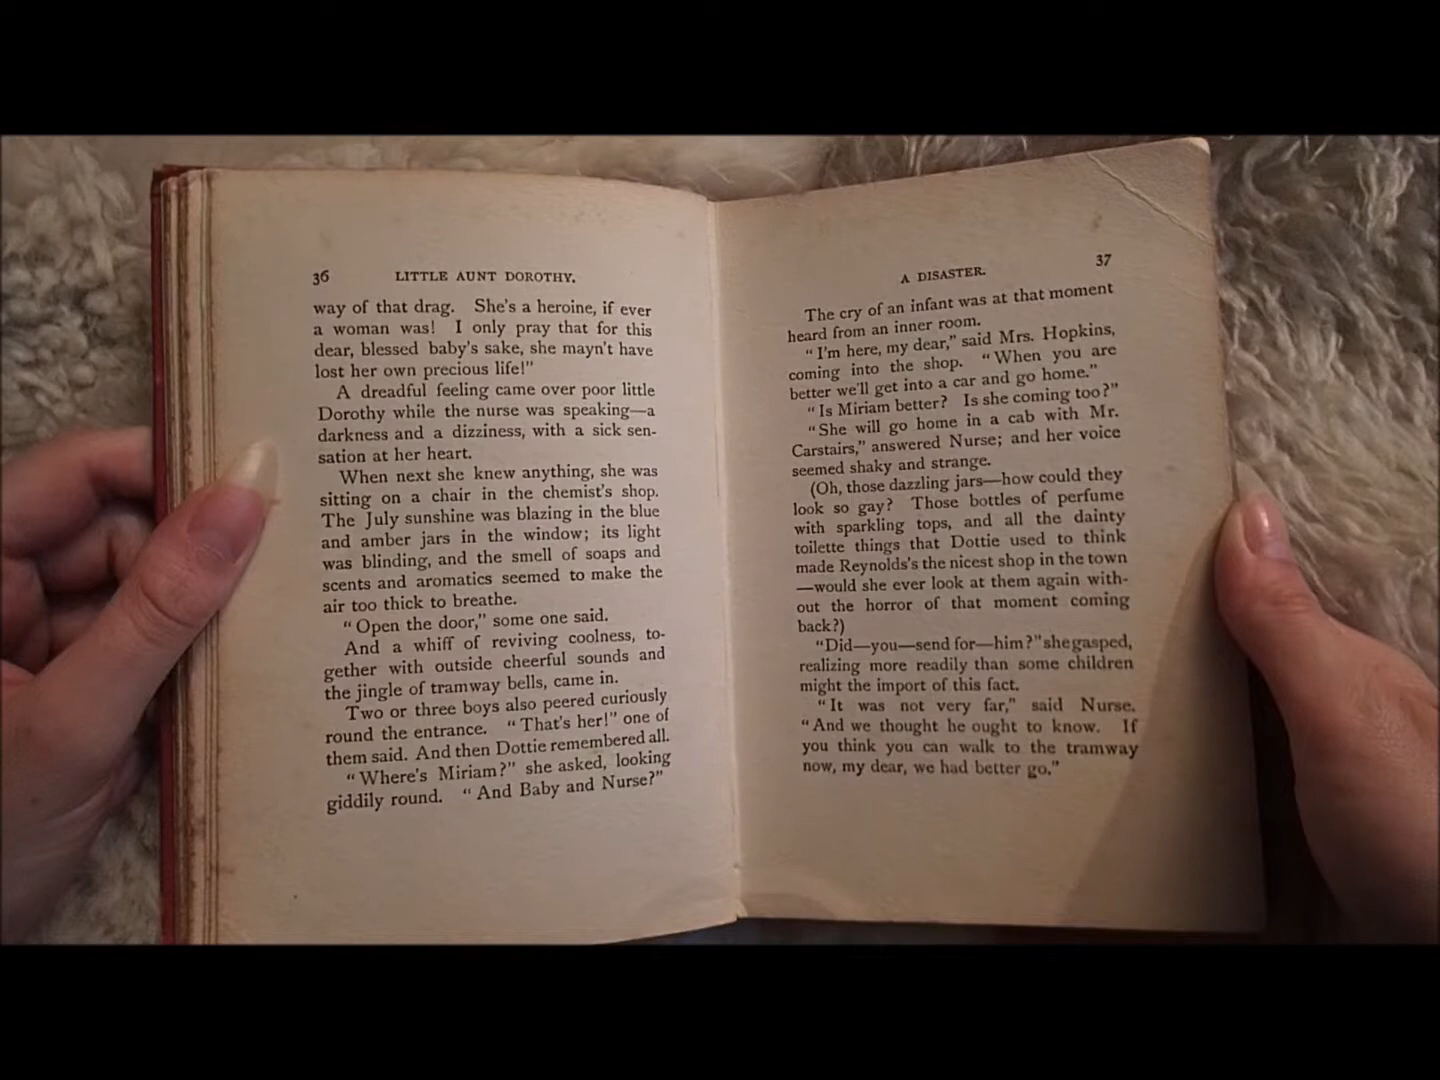 36 LITTLE AUNT DOROTHY.
way of that drag. She's a heroine, if ever
a woman was! I only pray that for this
dear, blessed baby's sake, she mayn't have
lost her own precious life!"
A dreadful feeling came over poor little
Dorothy while the nurse was speaking—a
darkness and a dizziness, with a sick sen-
sation at her heart.
When next she knew anything, she was
sitting on a chair in the chemist's shop.
The July sunshine was blazing in the blue
and amber jars in the window; its light
was blinding, and the smell of soaps and
scents and aromatics seemed to make the
air too thick to breathe.
"Open the door," some one said.
And a whiff of reviving coolness, to-
gether with outside cheerful sounds and
the jingle of tramway bells, came in.
Two or three boys also peered curiously
round the entrance. "That's her!" one of
them said. And then Dottie remembered all.
"Where's Miriam?" she asked, looking
giddily round. "And Baby and Nurse?"
A DISASTER. 37
The cry of an infant was at that moment
heard from an inner room.
"I'm here, my dear," said Mrs. Hopkins,
coming into the shop. "When you are
better we'll get into a car and go home."
"Is Miriam better? Is she coming too?"
"She will go home in a cab with Mr.
Carstairs," answered Nurse; and her voice
seemed shaky and strange.
(Oh, those dazzling jars—how could they
look so gay? Those bottles of perfume
with sparkling tops, and all the dainty
toilette things that Dottie used to think
made Reynolds's the nicest shop in the town
—would she ever look at them again with-
out the horror of that moment coming
back?)
"Did—you—send for—him?" she gasped,
realizing more readily than some children
might the import of this fact.
"It was not very far," said Nurse.
"And we thought he ought to know. If
you think you can walk to the tramway
now, my dear, we had better go."